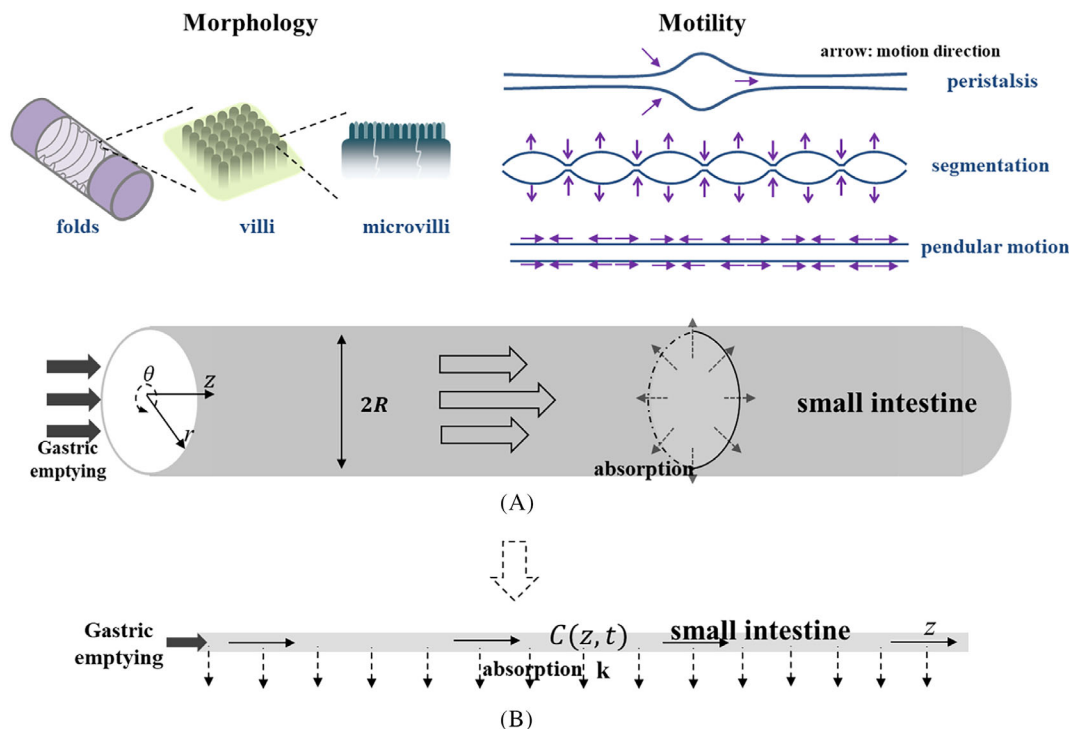 Morphology
Motility
arrow: motion direction
peristalsis
segmentation
pendular motion
folds
villi
microvilli
θ
z
r
2R
Gastric
emptying
small intestine
absorption
(A)
Gastric
emptying
C(z, t)
small intestine
z
absorption k
(B)